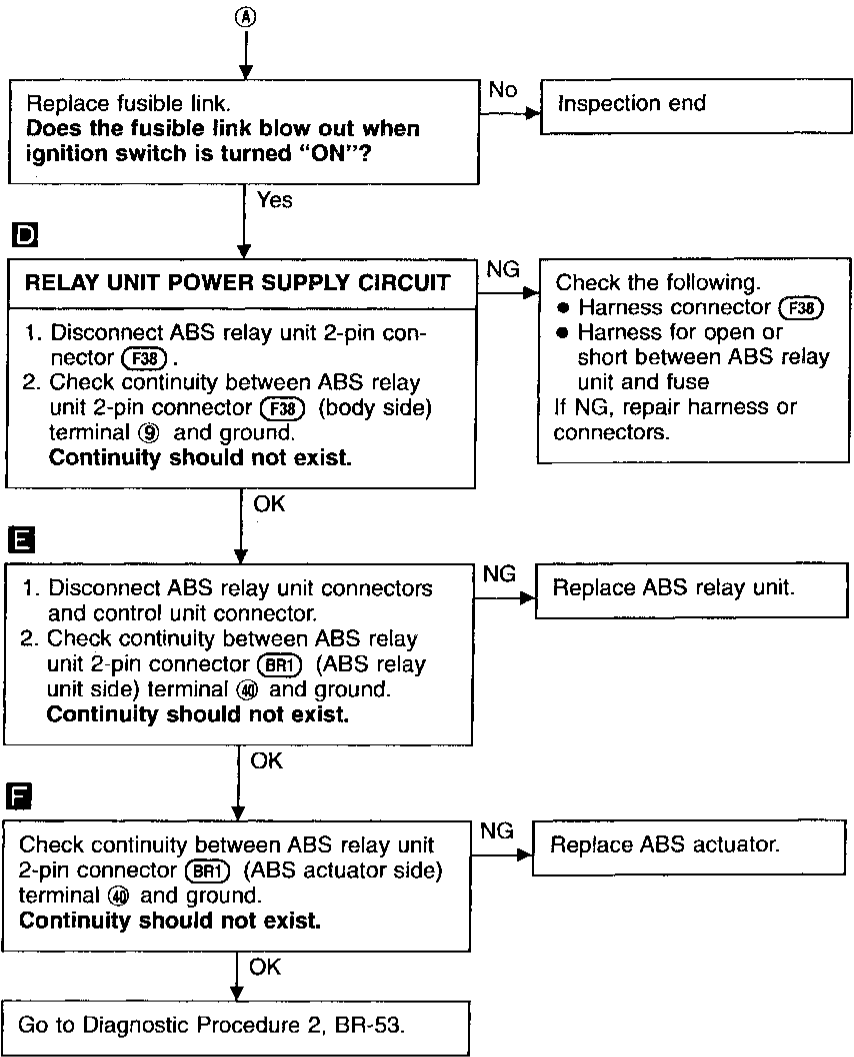 Ⓐ
Replace fusible link.
Does the fusible link blow out when
ignition switch is turned “ON”?
No
Inspection end
Yes
D
RELAY UNIT POWER SUPPLY CIRCUIT
1. Disconnect ABS relay unit 2-pin con-
nector (F38) .
2. Check continuity between ABS relay
unit 2-pin connector (F38) (body side)
terminal ⑨ and ground.
Continuity should not exist.
NG
Check the following.
● Harness connector (F38)
● Harness for open or
short between ABS relay
unit and fuse
If NG, repair harness or
connectors.
OK
E
1. Disconnect ABS relay unit connectors
and control unit connector.
2. Check continuity between ABS relay
unit 2-pin connector (BR1) (ABS relay
unit side) terminal ㊵ and ground.
Continuity should not exist.
NG
Replace ABS relay unit.
OK
F
Check continuity between ABS relay unit
2-pin connector (BR1) (ABS actuator side)
terminal ㊵ and ground.
Continuity should not exist.
NG
Replace ABS actuator.
OK
Go to Diagnostic Procedure 2, BR-53.